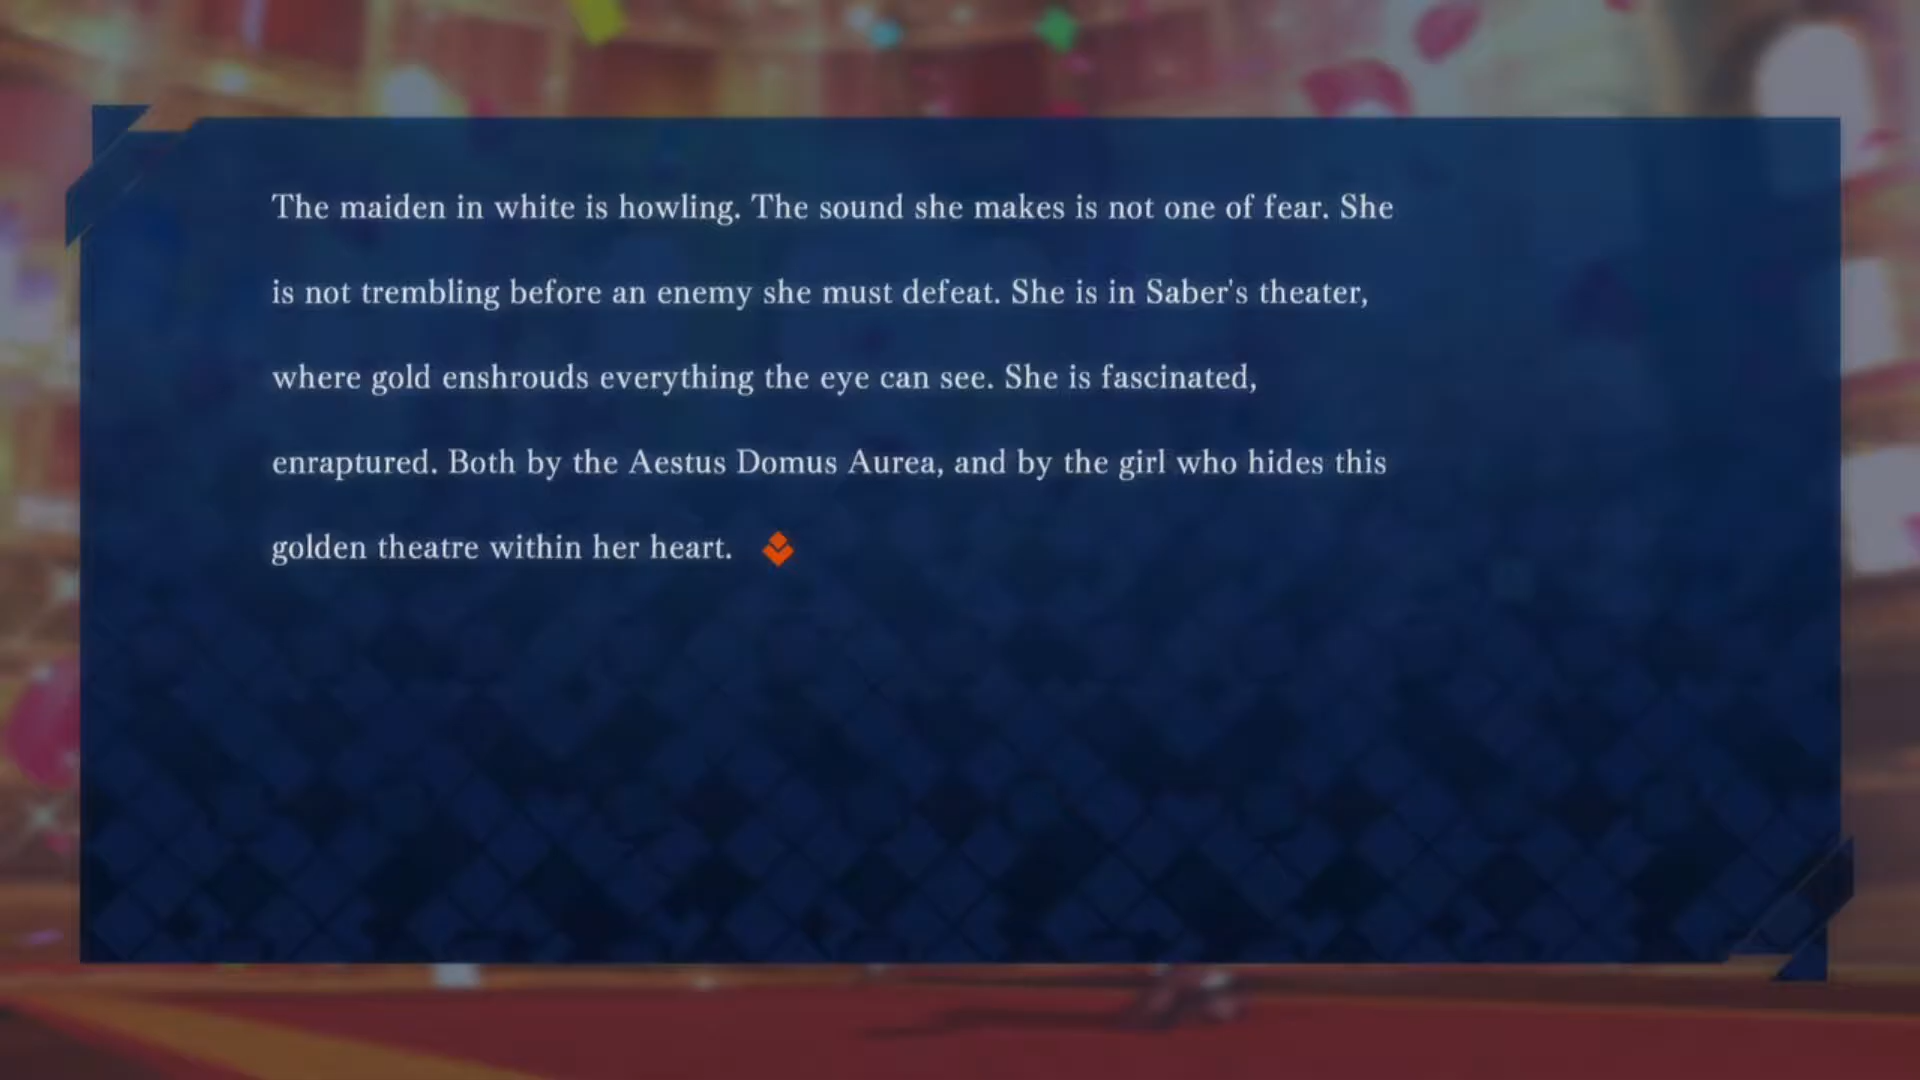 The maiden in white is howling. The sound she makes is not one of fear. She
is not trembling before an enemy she must defeat. She is in Saber's theater,
where gold enshrouds everything the eye can see. She is fascinated,
enraptured. Both by the Aestus Domus Aurea, and by the girl who hides this
golden theatre within her heart.